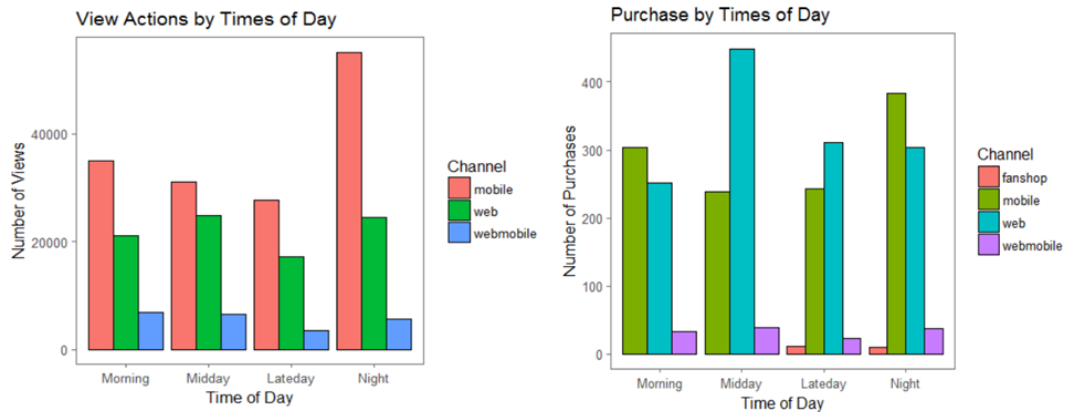 View Actions by Times of Day
Number of Views
40000
20000
0
Morning Midday Lateday Night
Time of Day
Channel
mobile
web
webmobile
Purchase by Times of Day
Number of Purchases
400
300
200
100
0
Morning Midday Lateday Night
Time of Day
Channel
fanshop
mobile
web
webmobile